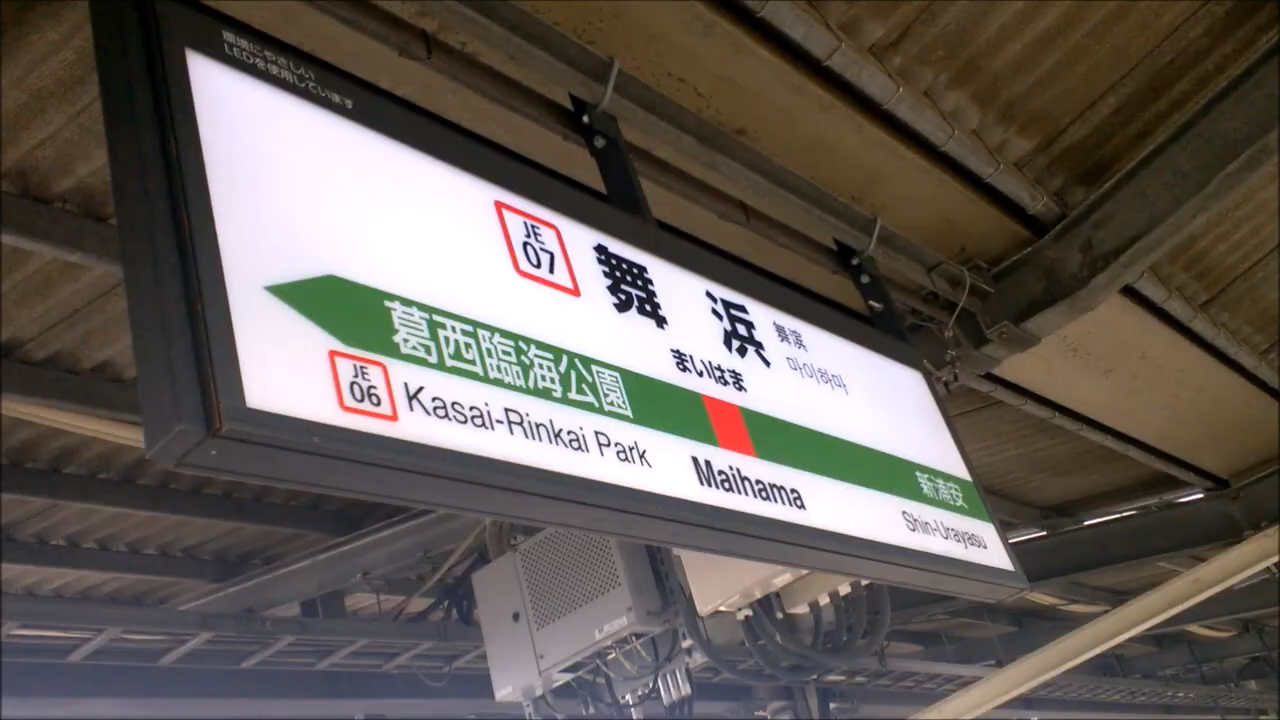 環境にやさしい
LEDを使用しています
JE
07
舞浜
舞滨
마이하마
まいはま
葛西臨海公園
新浦安
JE
06
Kasai-Rinkai Park
Maihama
Shin-Urayasu